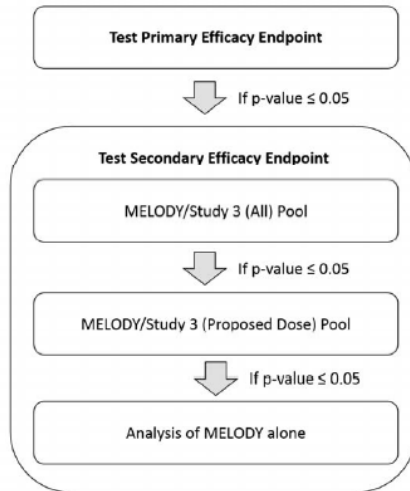 Test Primary Efficacy Endpoint
If p-value ≤ 0.05
Test Secondary Efficacy Endpoint
MELODY/Study 3 (All) Pool
If p-value ≤ 0.05
MELODY/Study 3 (Proposed Dose) Pool
If p-value ≤ 0.05
Analysis of MELODY alone